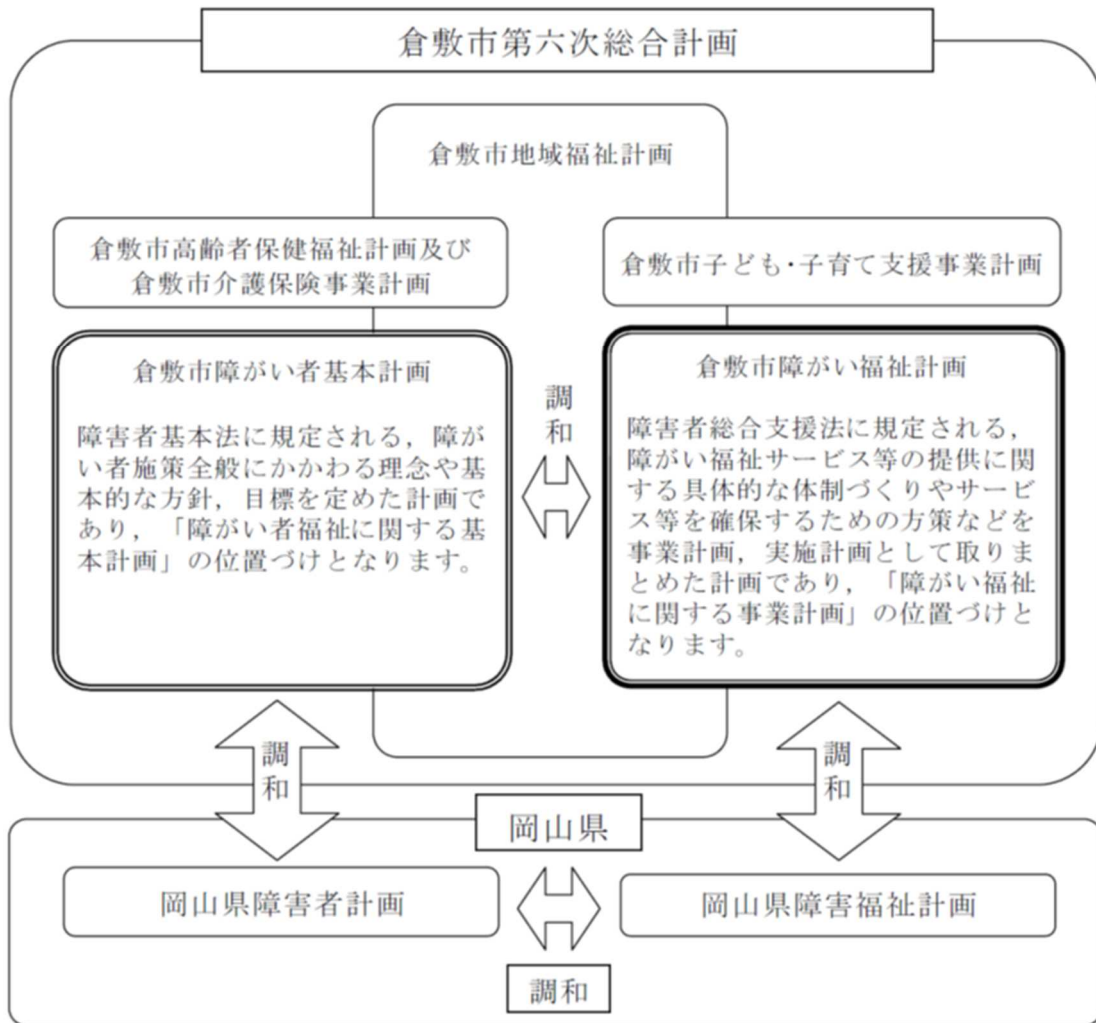 倉敷市第六次総合計画
倉敷市地域福祉計画
倉敷市高齢者保健福祉計画及び
倉敷市介護保険事業計画
倉敷市子ども・子育て支援事業計画
倉敷市障がい者基本計画
障害者基本法に規定される，障が
い者施策全般にかかわる理念や基
本的な方針，目標を定めた計画で
あり，「障がい者福祉に関する基
本計画」の位置づけとなります。
調和
倉敷市障がい福祉計画
障害者総合支援法に規定される，
障がい福祉サービス等の提供に関
する具体的な体制づくりやサービ
ス等を確保するための方策などを
事業計画，実施計画として取りま
とめた計画であり，「障がい福祉
に関する事業計画」の位置づけと
なります。
調和
調和
岡山県
岡山県障害者計画
岡山県障害福祉計画
調和